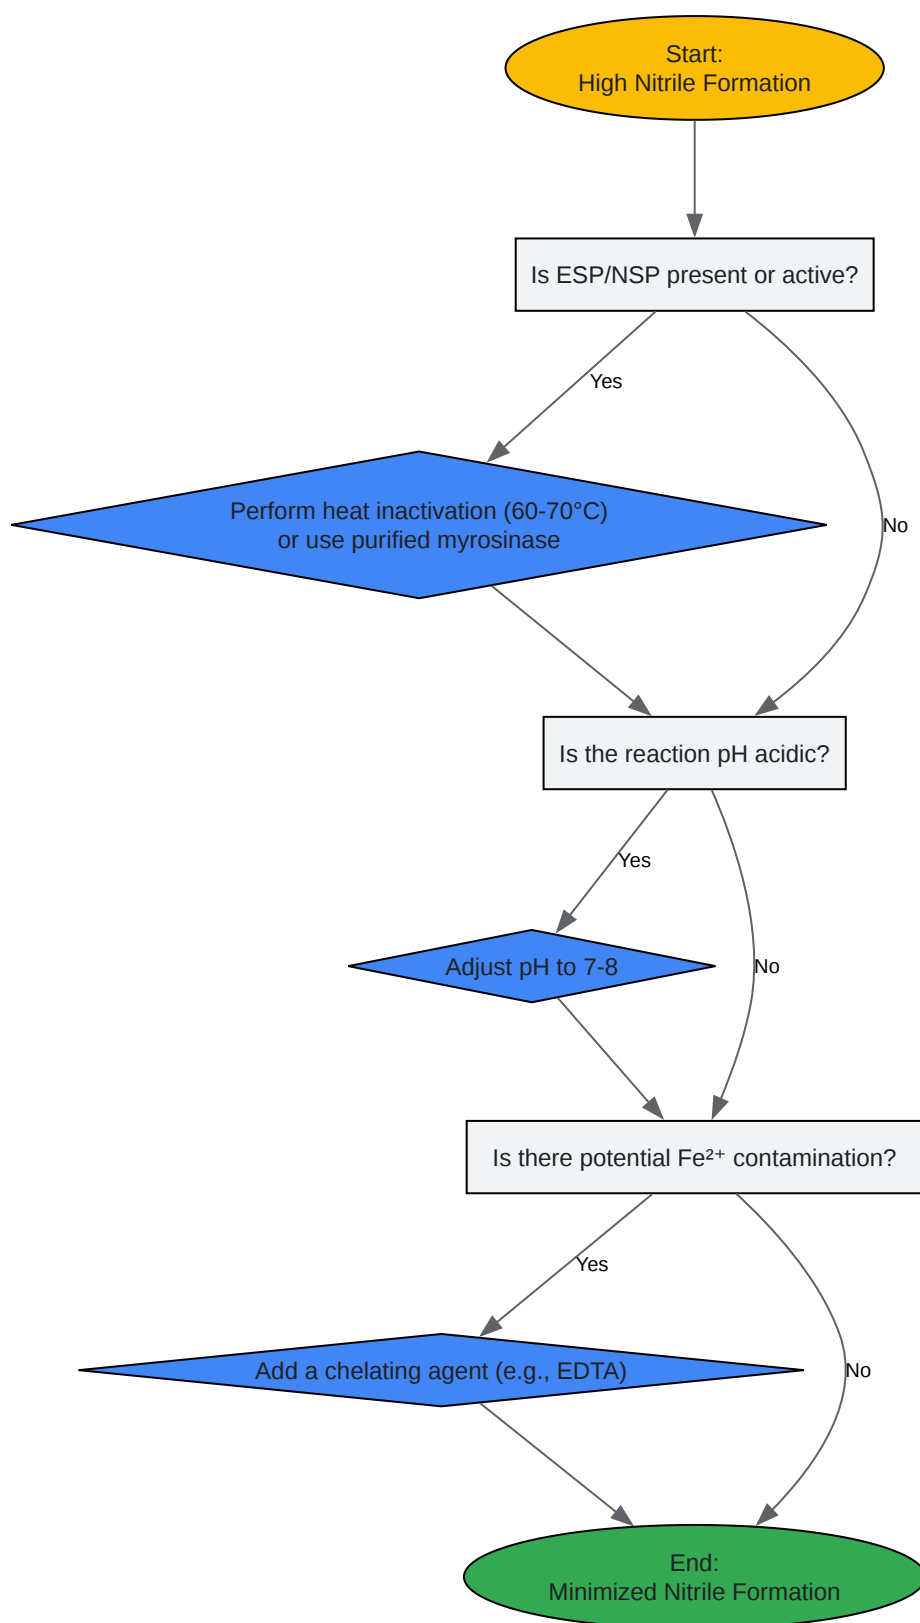 Start:
High Nitrile Formation
Is ESP/NSP present or active?
Yes
No
Perform heat inactivation (60-70°C)
or use purified myrosinase
Is the reaction pH acidic?
Yes
No
Adjust pH to 7-8
Is there potential Fe²⁺ contamination?
Yes
No
Add a chelating agent (e.g., EDTA)
End:
Minimized Nitrile Formation